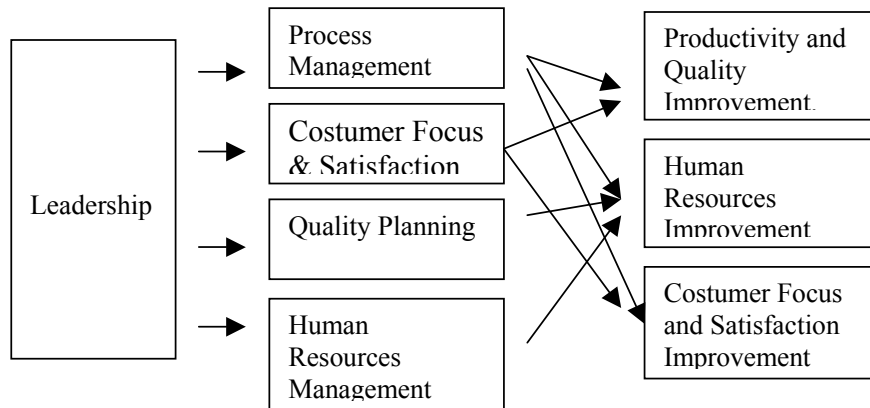 Leadership
Process
Management
Costumer Focus
& Satisfaction
Quality Planning
Human
Resources
Management
Productivity and
Quality
Improvement.
Human
Resources
Improvement
Costumer Focus
and Satisfaction
Improvement